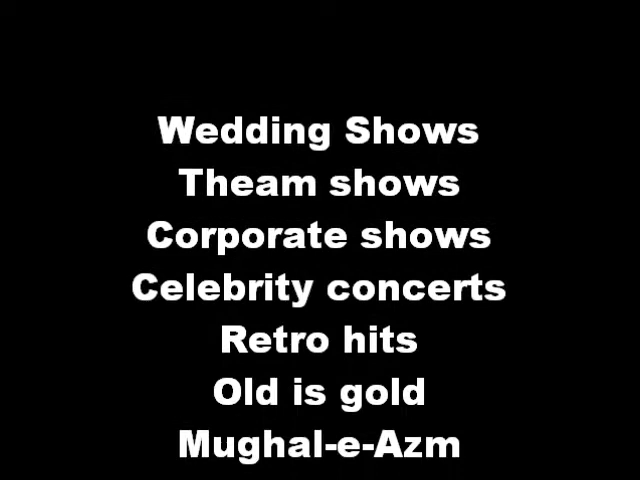 Wedding Shows
Theam shows
Corporate shows
Celebrity concerts
Retro hits
Old is gold
Mughal-e-Azm